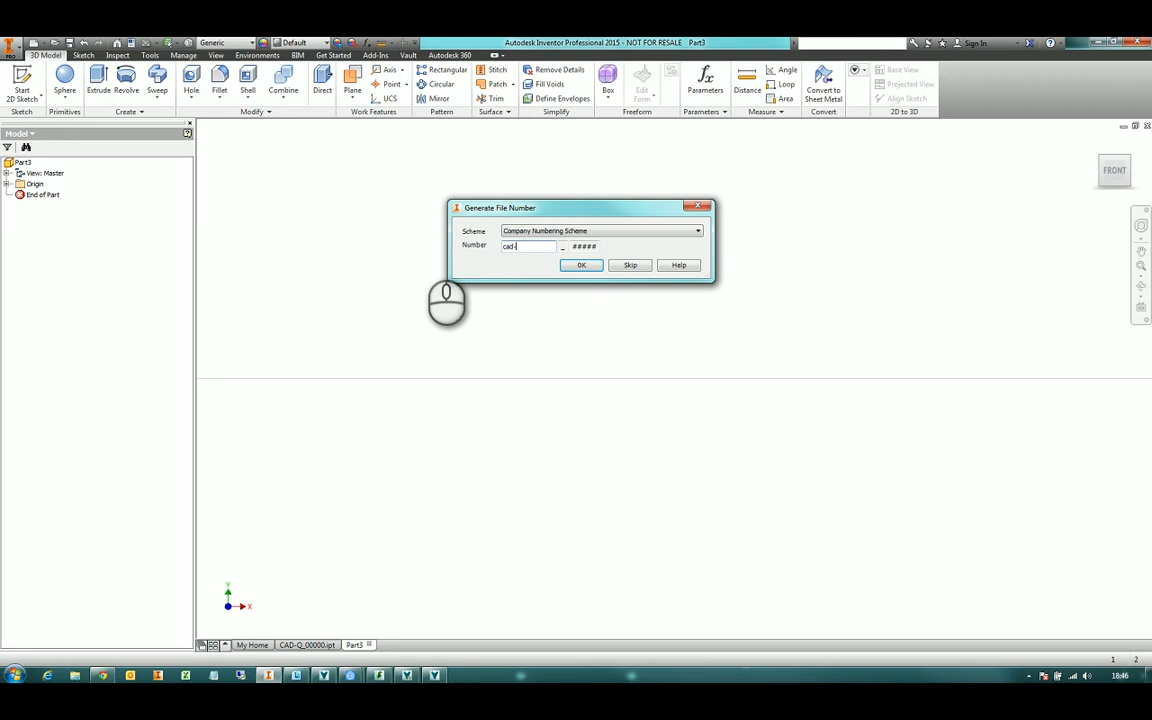 Generic
Default
Autodesk Inventor Professional 2015 - NOT FOR RESALE Part3
Sign In
PRO
3D Model
Sketch
Inspect
Tools
Manage
View
Environments
BIM
Get Started
Add-Ins
Vault
Autodesk 360
Start
2D Sketch
Sphere
Extrude
Revolve
Sweep
Hole
Fillet
Shell
Combine
Direct
Plane
Axis
Point
UCS
Rectangular
Circular
Mirror
Stitch
Patch
Trim
Remove Details
Fill Voids
Define Envelopes
Box
Edit
Form
fx
Parameters
Distance
Angle
Loop
Area
Convert to
Sheet Metal
Base View
Projected View
Align Sketch
Sketch
Primitives
Create
Modify
Work Features
Pattern
Surface
Simplify
Freeform
Parameters
Measure
Convert
2D to 3D
Model
Part3
View: Master
Origin
End of Part
FRONT
Generate File Number
Scheme
Company Numbering Scheme
Number
cad-
_
#####
OK
Skip
Help
Y
X
My Home
CAD-Q_00000.ipt
Part3
1
2
18:46